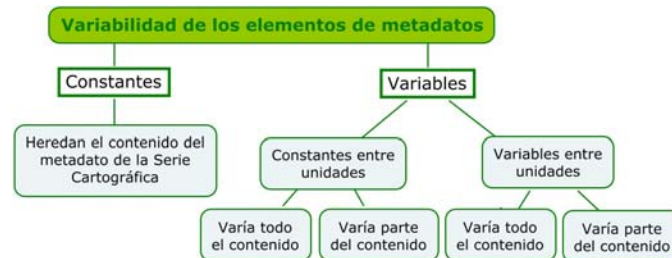 Variabilidad de los elementos de metadatos
Constantes
Variables
Heredan el contenido del
metadato de la Serie
Cartográfica
Constantes entre
unidades
Variables entre
unidades
Varía todo
el contenido
Varía parte
del contenido
Varía todo
el contenido
Varía parte
del contenido